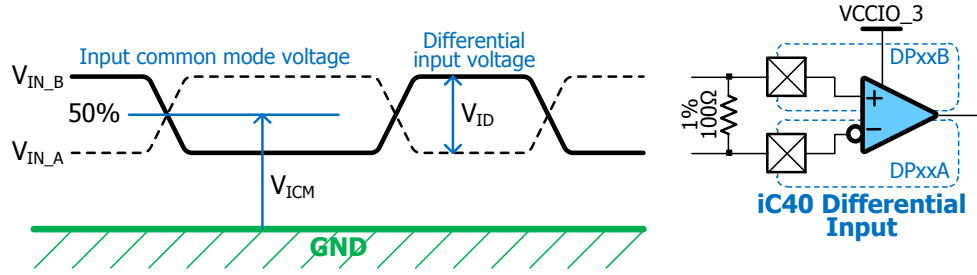 Input common mode voltage
Differential
input voltage
V_IN_B
50%
V_ID
V_IN_A
V_ICM
GND
VCCIO_3
DPxxB
1%
100Ω
+
−
DPxxA
iC40 Differential
Input